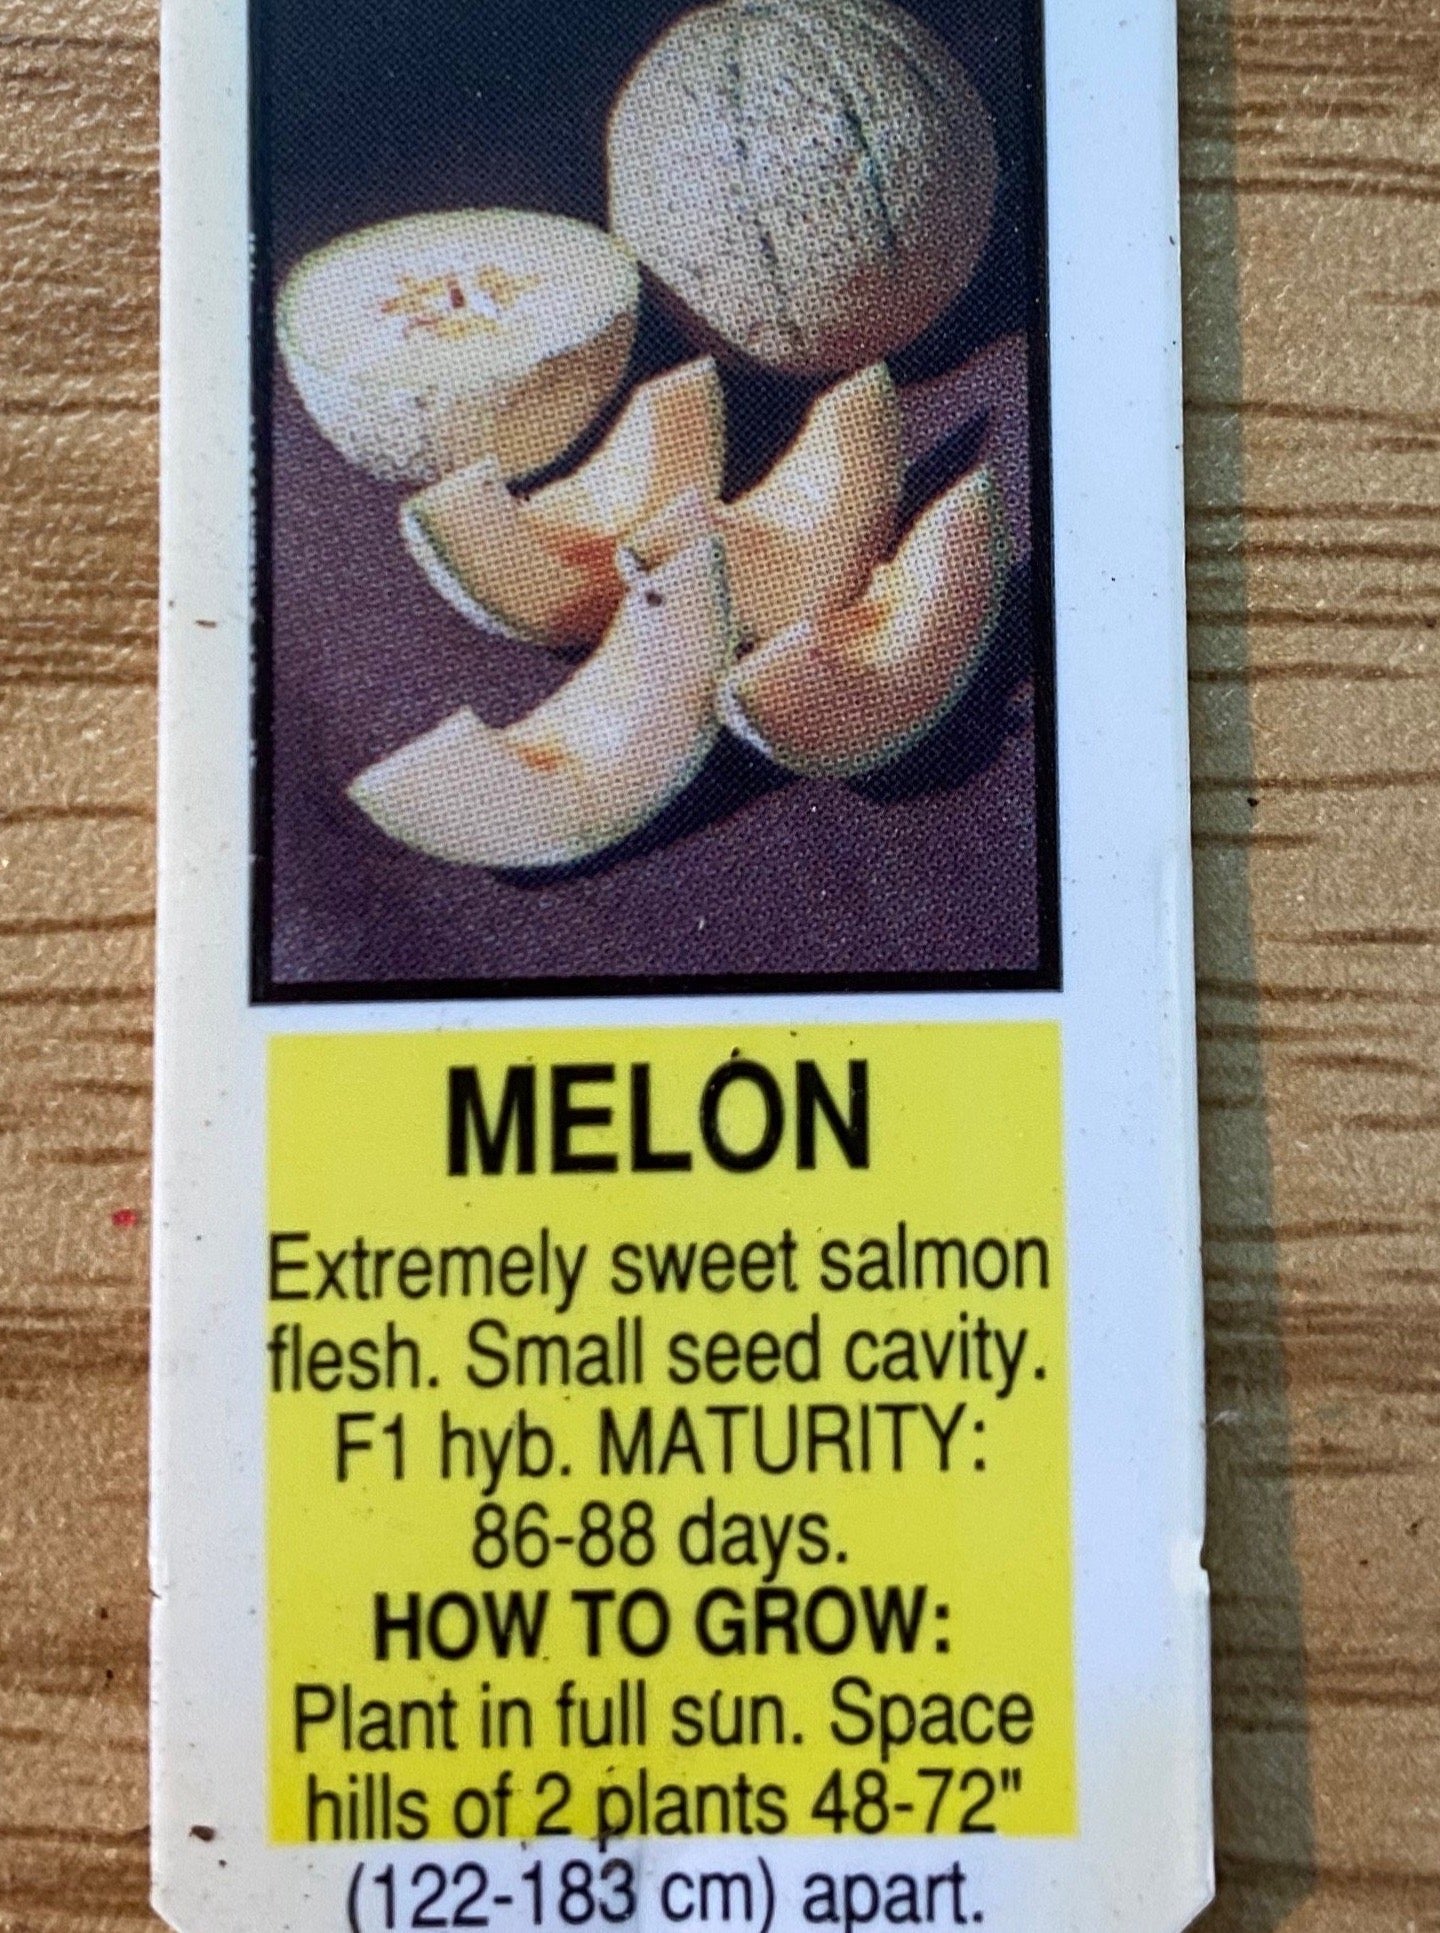 MELON
Extremely sweet salmon
flesh. Small seed cavity.
F1 hyb. MATURITY:
86-88 days.
HOW TO GROW:
Plant in full sun. Space
hills of 2 plants 48-72"
(122-183 cm) apart.